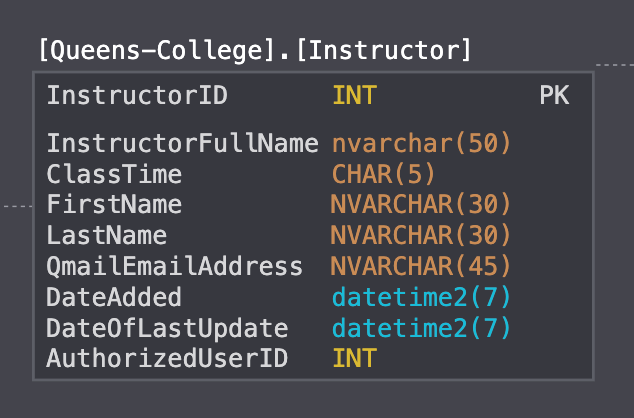 [Queens-College].[Instructor]
InstructorID INT PK
InstructorFullName nvarchar(50)
ClassTime CHAR(5)
FirstName NVARCHAR(30)
LastName NVARCHAR(30)
QmailEmailAddress NVARCHAR(45)
DateAdded datetime2(7)
DateOfLastUpdate datetime2(7)
AuthorizedUserID INT